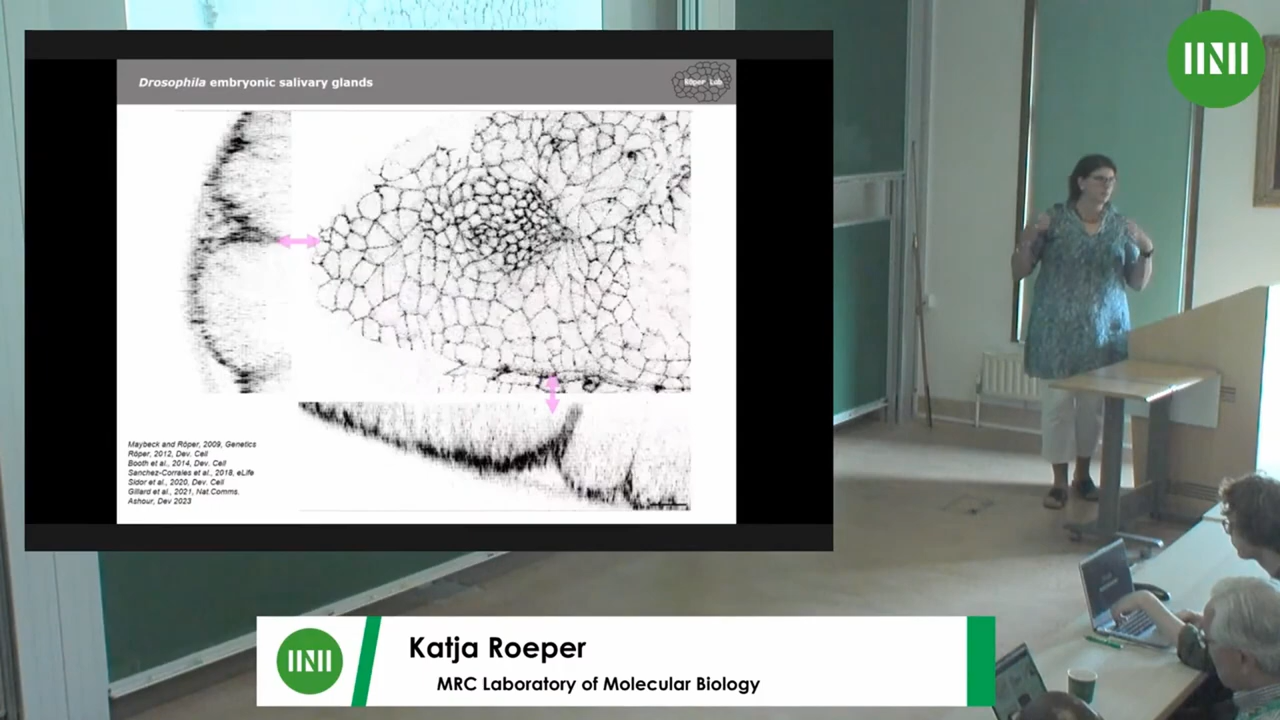 Drosophila embryonic salivary glands
Röper Lab
Maybeck and Röper, 2009, Genetics
Röper, 2012, Dev. Cell
Booth et al., 2014, Dev. Cell
Sanchez-Corrales et al., 2018, eLife
Sidor et al., 2020, Dev. Cell
Gillard et al., 2021, Nat.Comms.
Ashour, Dev 2023
Katja Roeper
MRC Laboratory of Molecular Biology